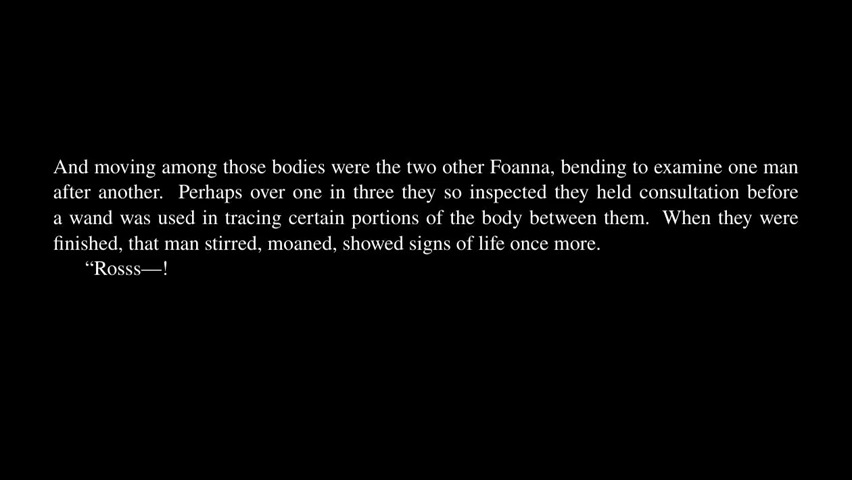 And moving among those bodies were the two other Foanna, bending to examine one man
after another. Perhaps over one in three they so inspected they held consultation before
a wand was used in tracing certain portions of the body between them. When they were
finished, that man stirred, moaned, showed signs of life once more.
“Rosss—!